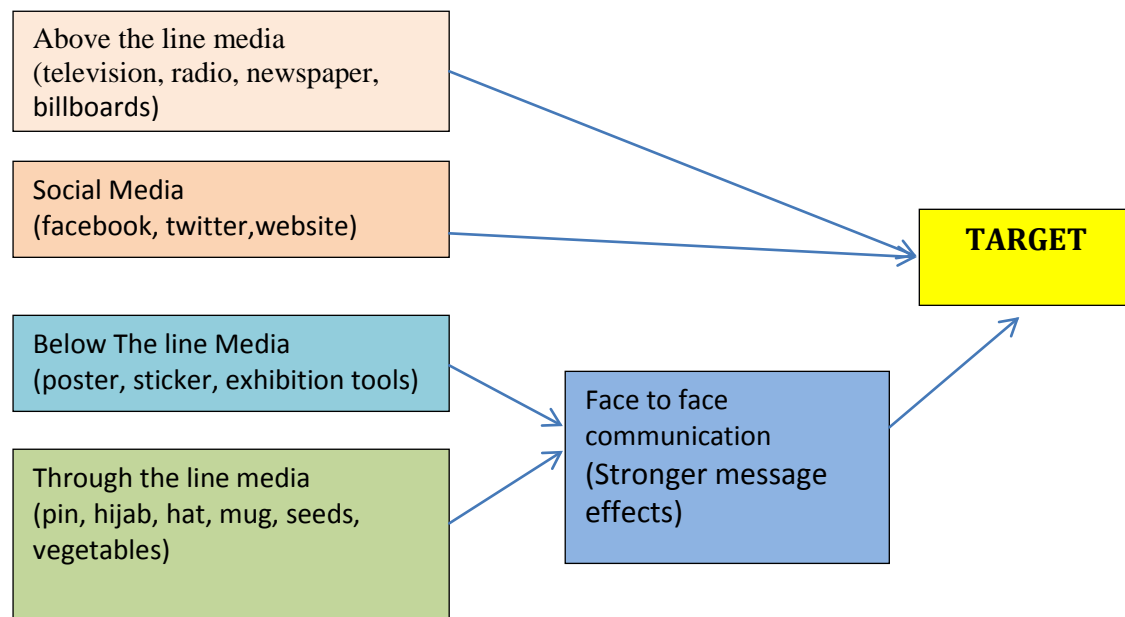 Above the line media
(television, radio, newspaper,
billboards)
Social Media
(facebook, twitter,website)
TARGET
Below The line Media
(poster, sticker, exhibition tools)
Face to face
communication
(Stronger message
effects)
Through the line media
(pin, hijab, hat, mug, seeds,
vegetables)